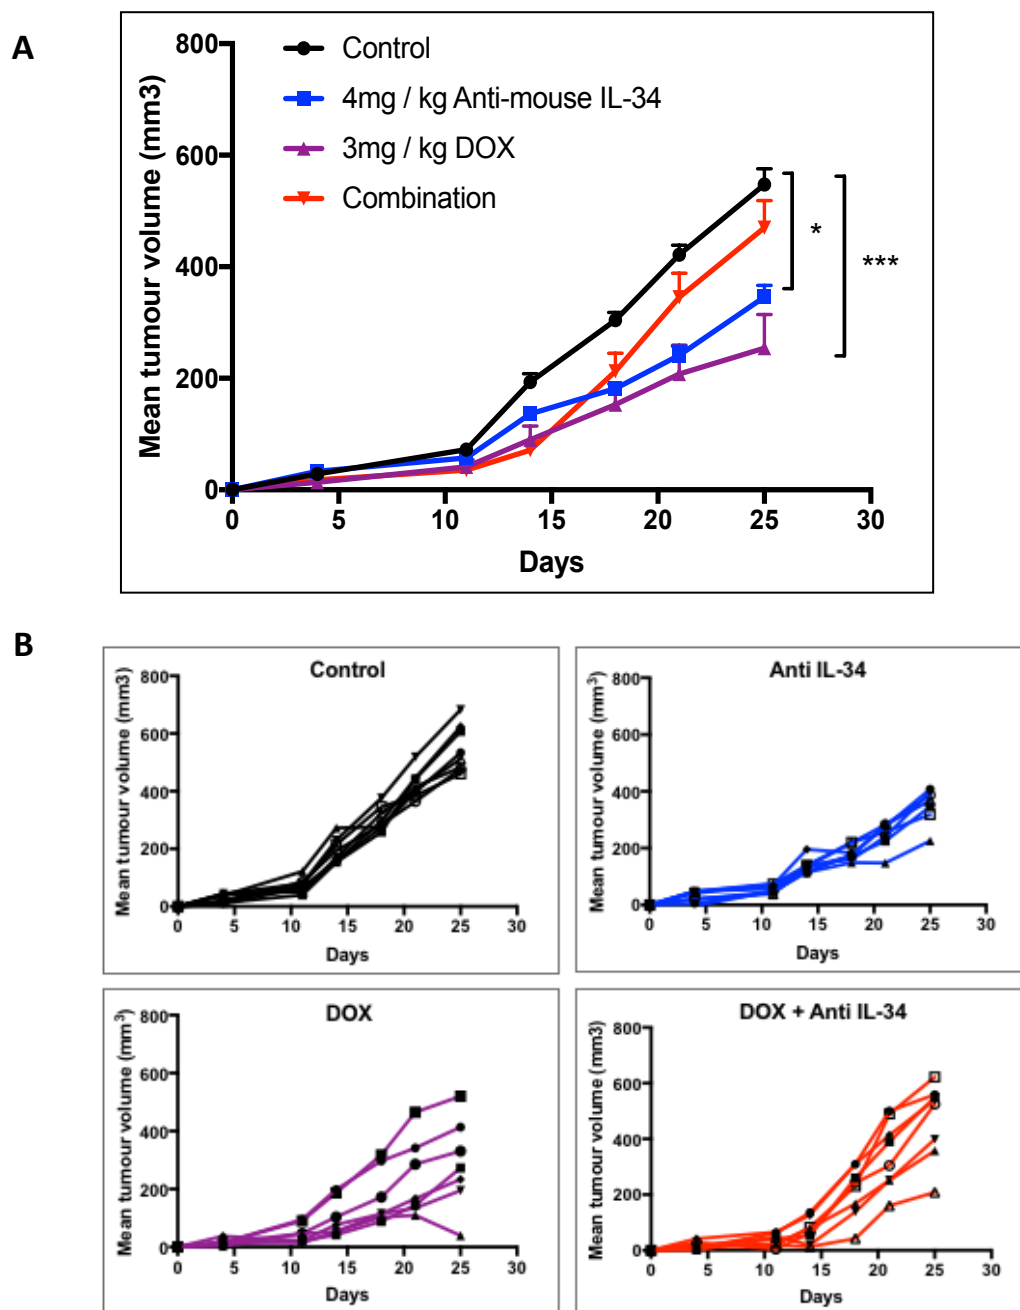 A
Mean tumour volume (mm3)
800
600
400
200
0
Control
4mg / kg Anti-mouse IL-34
3mg / kg DOX
Combination
*
***
0 5 10 15 20 25 30
Days
B
Control
Mean tumour volume (mm3)
800
600
400
200
0
0 5 10 15 20 25 30
Days
Anti IL-34
Mean tumour volume (mm³)
800
600
400
200
0
0 5 10 15 20 25 30
Days
DOX
Mean tumour volume (mm³)
800
600
400
200
0
0 5 10 15 20 25 30
Days
DOX + Anti IL-34
Mean tumour volume (mm3)
800
600
400
200
0
0 5 10 15 20 25 30
Days